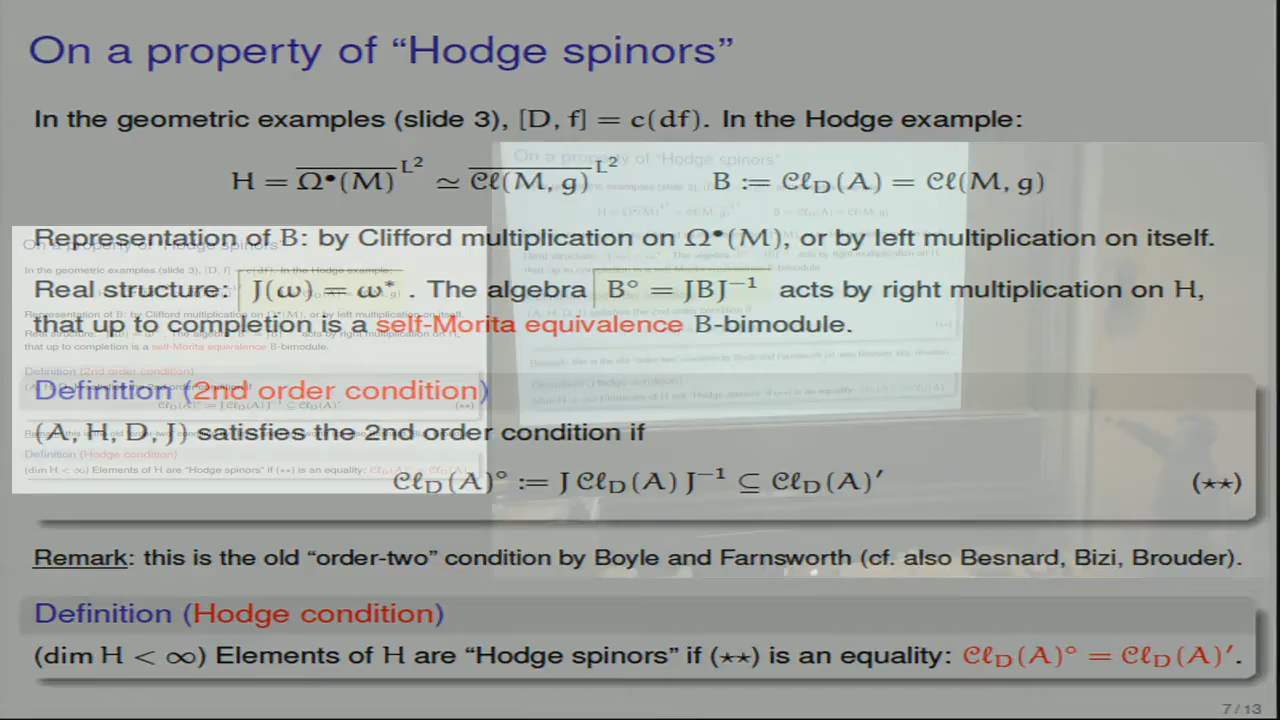 On a property of “Hodge spinors”
In the geometric examples (slide 3), [D, f] = c(df). In the Hodge example:
H = \overline{Ω•(M)}^{L²} ≃ \overline{Cℓ(M, g)}^{L²} B := Cℓ_D(A) = Cℓ(M, g)
Representation of B: by Clifford multiplication on Ω•(M), or by left multiplication on itself.
Real structure: J(ω) = ω* . The algebra B° = JBJ⁻¹ acts by right multiplication on H,
that up to completion is a self-Morita equivalence B-bimodule.
Definition (2nd order condition)
(A, H, D, J) satisfies the 2nd order condition if
Cℓ_D(A)° := J Cℓ_D(A) J⁻¹ ⊆ Cℓ_D(A)′ (⋆⋆)
Remark: this is the old “order-two” condition by Boyle and Farnsworth (cf. also Besnard, Bizi, Brouder).
Definition (Hodge condition)
(dim H < ∞) Elements of H are “Hodge spinors” if (⋆⋆) is an equality: Cℓ_D(A)° = Cℓ_D(A)′.
7 / 13